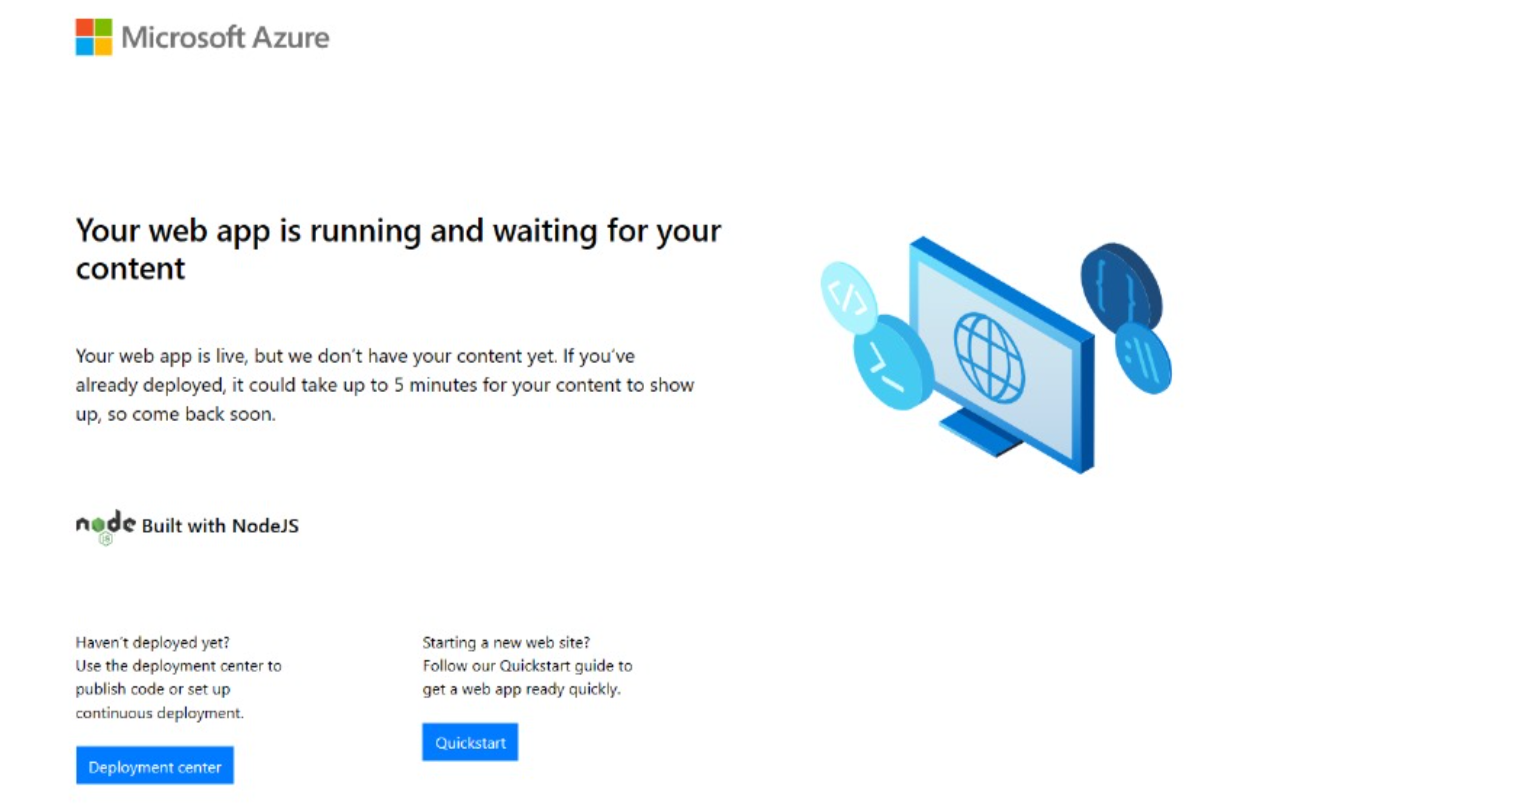 Microsoft Azure
Your web app is running and waiting for your
content
Your web app is live, but we don't have your content yet. If you've
already deployed, it could take up to 5 minutes for your content to show
up, so come back soon.
node Built with NodeJS
JS
Haven't deployed yet?
Use the deployment center to
publish code or set up
continuous deployment.
Deployment center
Starting a new web site?
Follow our Quickstart guide to
get a web app ready quickly.
Quickstart